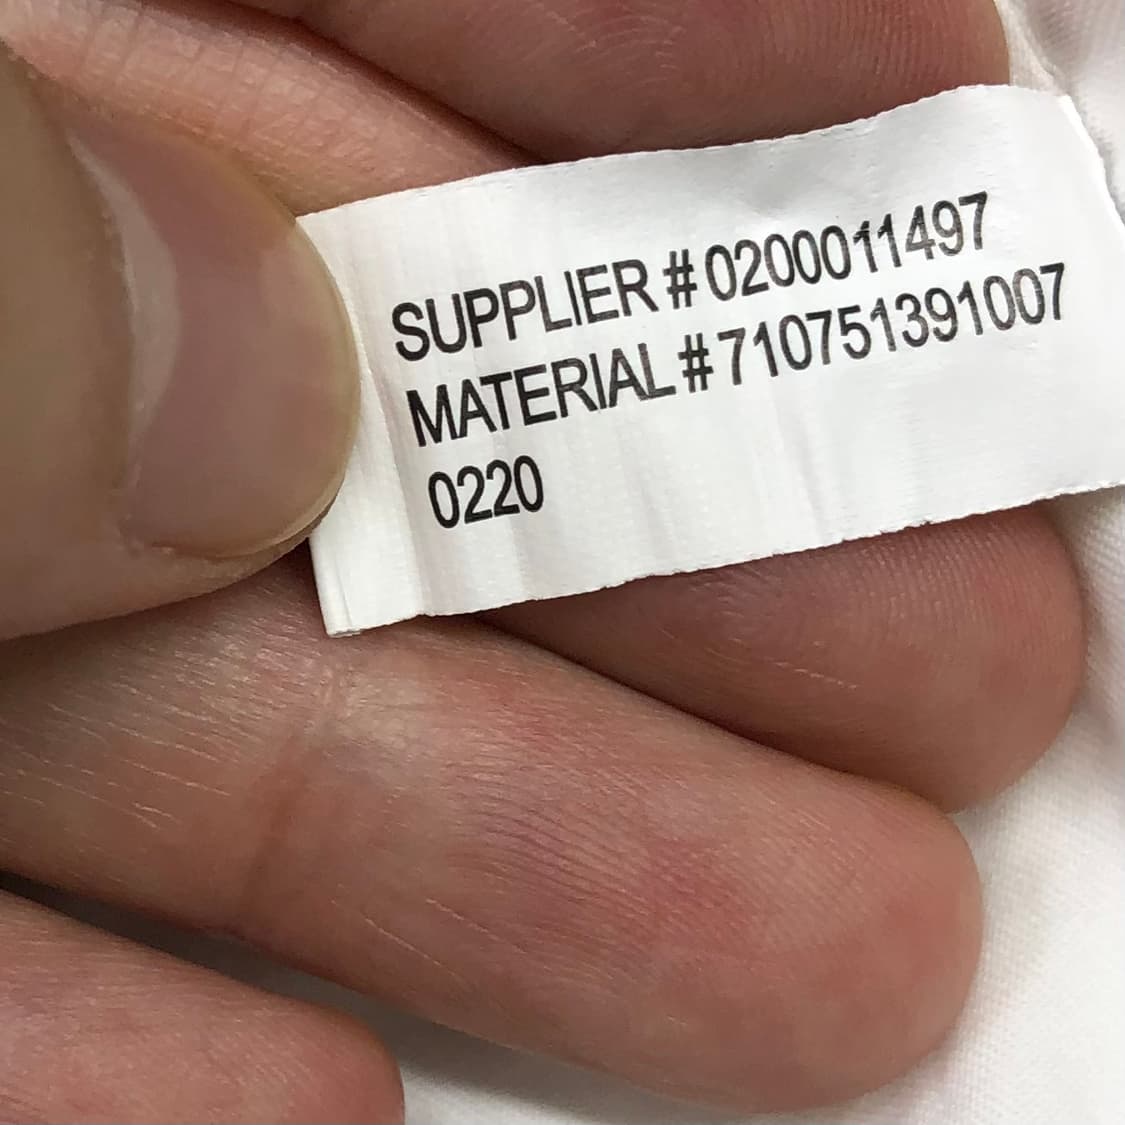 SUPPLIER # 0200011497
MATERIAL # 710751391007
0220